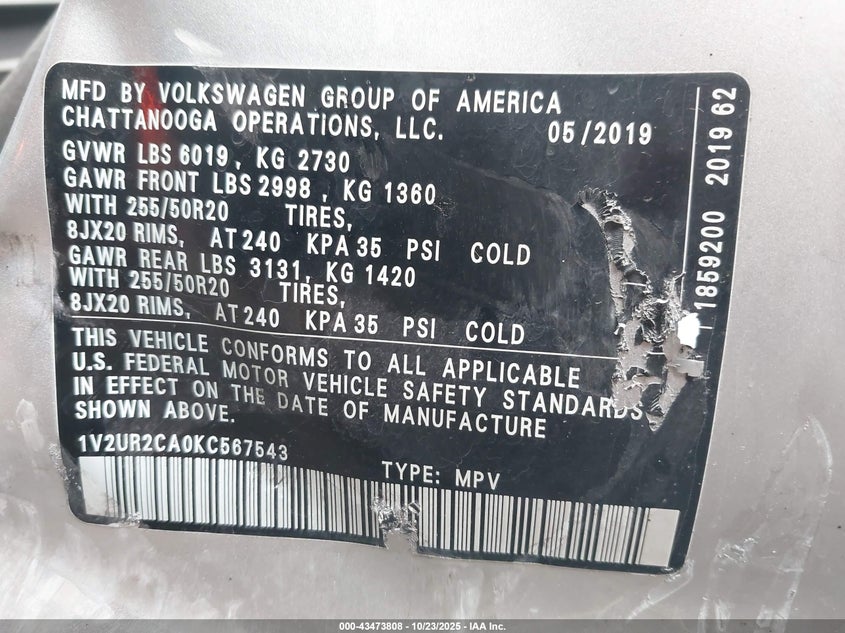 MFD BY VOLKSWAGEN GROUP OF AMERICA
CHATTANOOGA OPERATIONS, LLC. 05/2019
GVWR LBS 6019, KG 2730
GAWR FRONT LBS 2998 , KG 1360
WITH 255/50R20 TIRES,
8JX20 RIMS, AT 240 KPA 35 PSI COLD
GAWR REAR LBS 3131, KG 1420
WITH 255/50R20 TIRES,
8JX20 RIMS, AT 240 KPA 35 PSI COLD
THIS VEHICLE CONFORMS TO ALL APPLICABLE
U.S. FEDERAL MOTOR VEHICLE SAFETY STANDARDS
IN EFFECT ON THE DATE OF MANUFACTURE
SHOWN ABOVE.
1V2UR2CA0KC567543
TYPE: MPV
1859200 2019 62
000-43473808 - 10/23/2025 - IAA Inc.